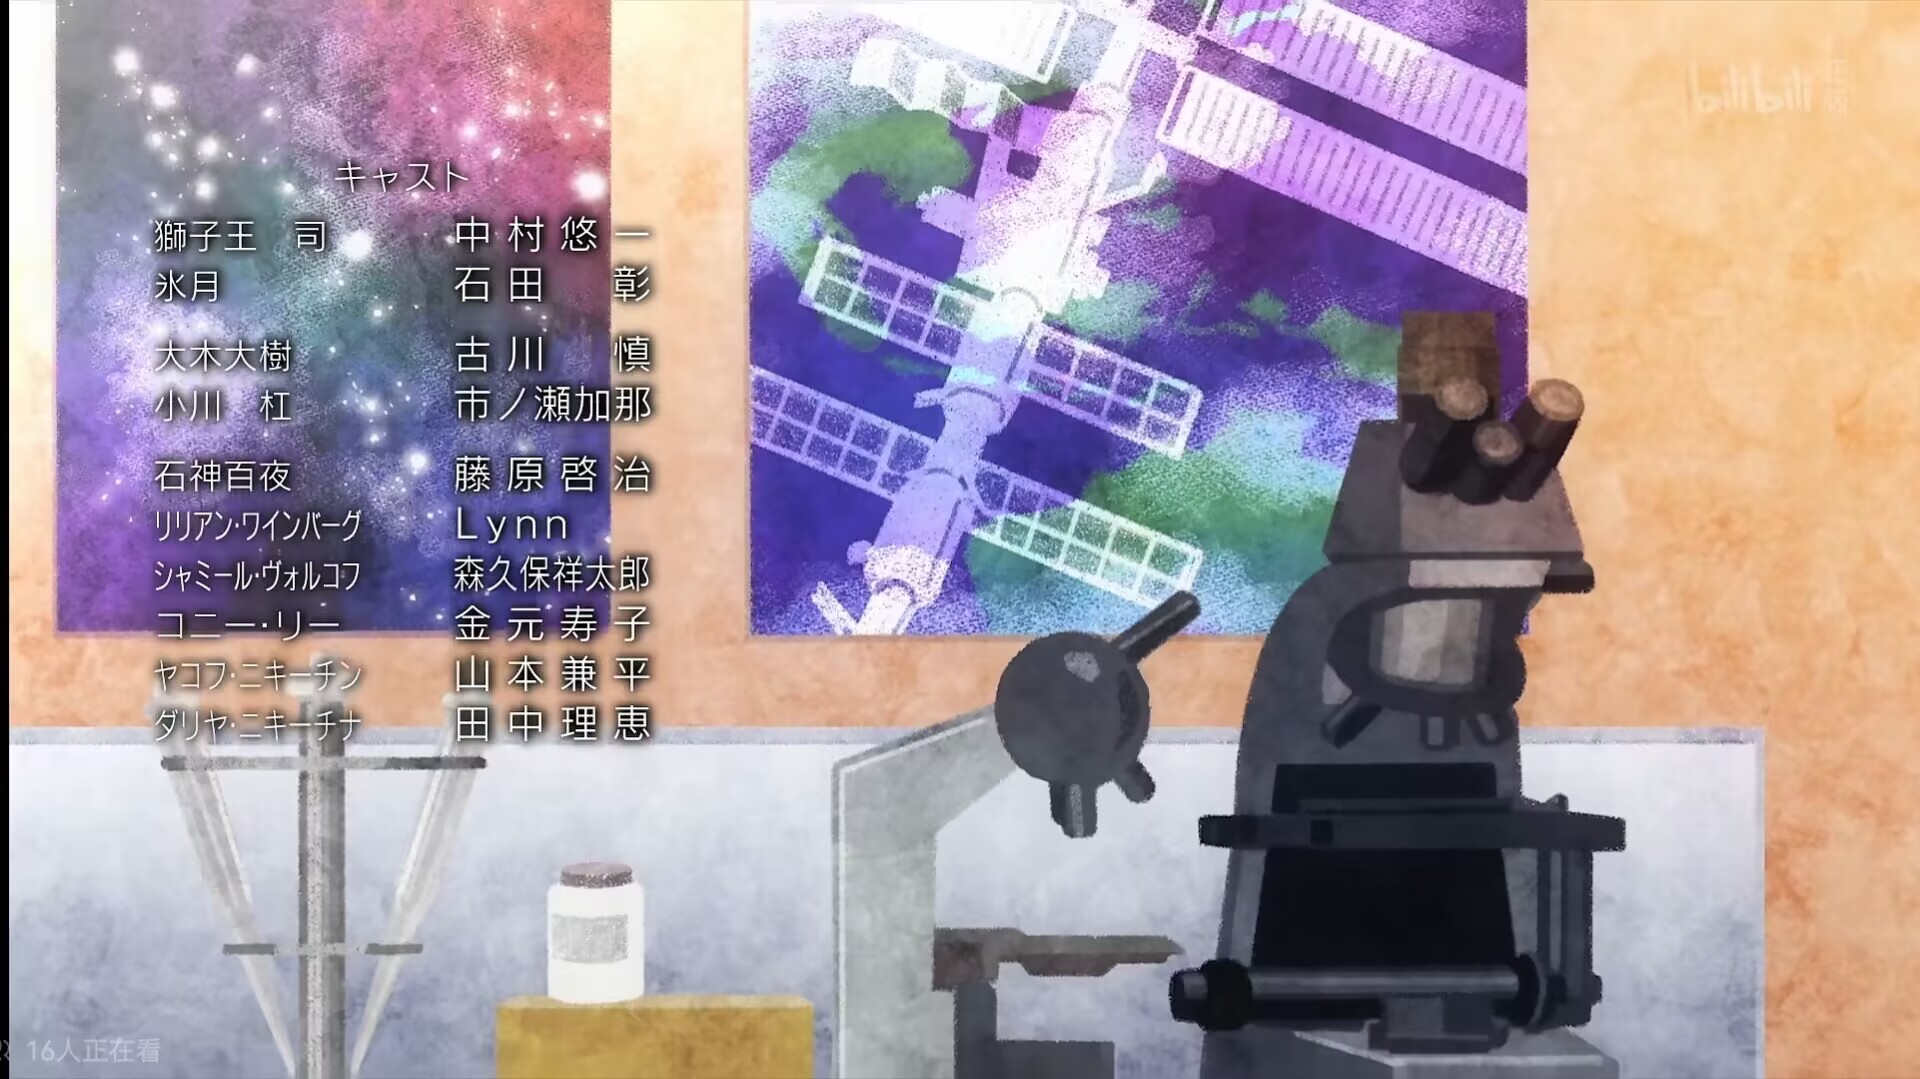 キャスト
獅子王　司　中村悠一
氷月　石田　彰
大木大樹　古川　慎
小川　杠　市ノ瀬加那
石神百夜　藤原啓治
リリアン・ワインバーグ　Lynn
シャミール・ヴォルコフ　森久保祥太郎
コニー・リー　金元寿子
ヤコフ・ニキーチン　山本兼平
ダリヤ・ニキーチナ　田中理恵
bilibili
16人正在看